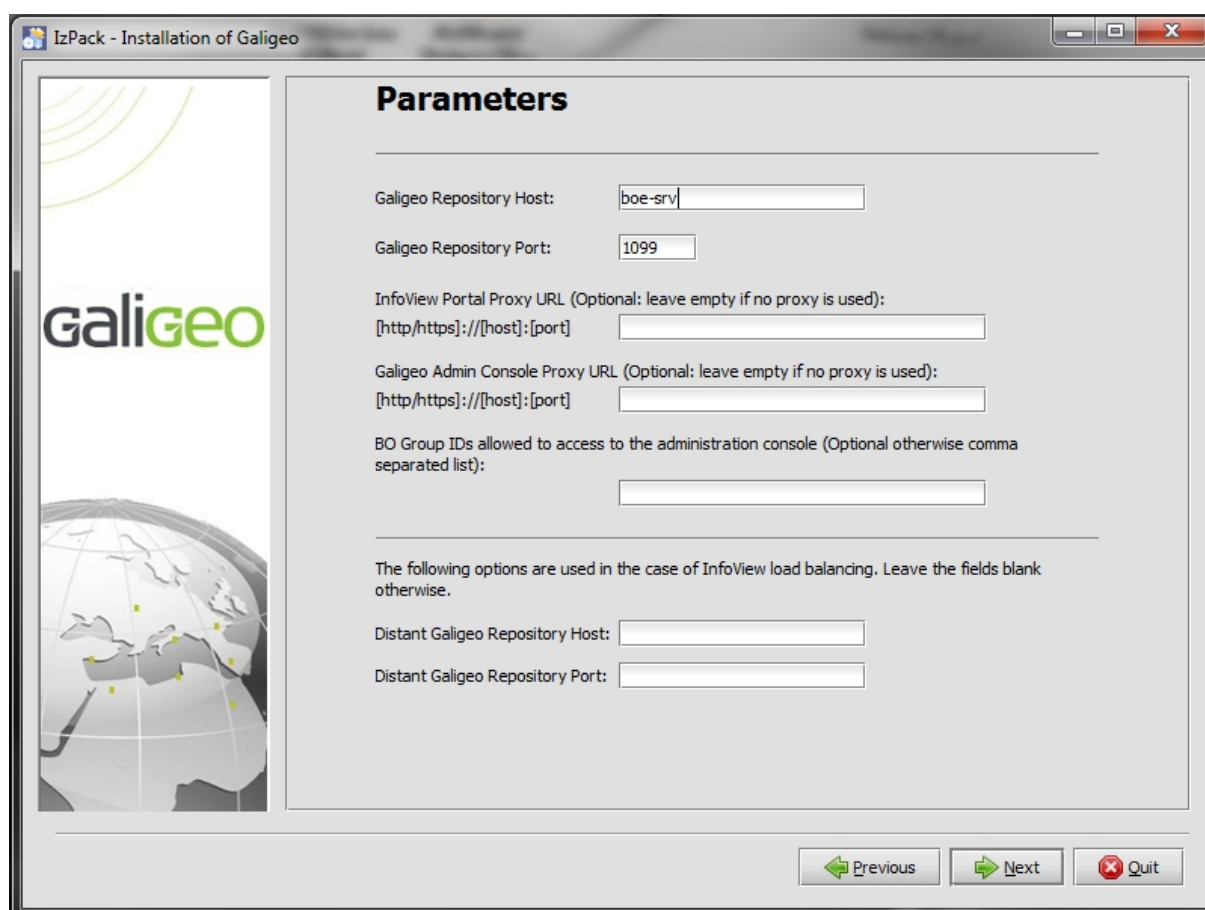 IzPack - Installation of Galigeo
Parameters
Galigeo Repository Host: boe-srv
Galigeo Repository Port: 1099
InfoView Portal Proxy URL (Optional: leave empty if no proxy is used):
[http/https]://[host]:[port]
Galigeo Admin Console Proxy URL (Optional: leave empty if no proxy is used):
[http/https]://[host]:[port]
BO Group IDs allowed to access to the administration console (Optional otherwise comma
separated list):
The following options are used in the case of InfoView load balancing. Leave the fields blank
otherwise.
Distant Galigeo Repository Host:
Distant Galigeo Repository Port:
Galigeo
Previous
Next
Quit